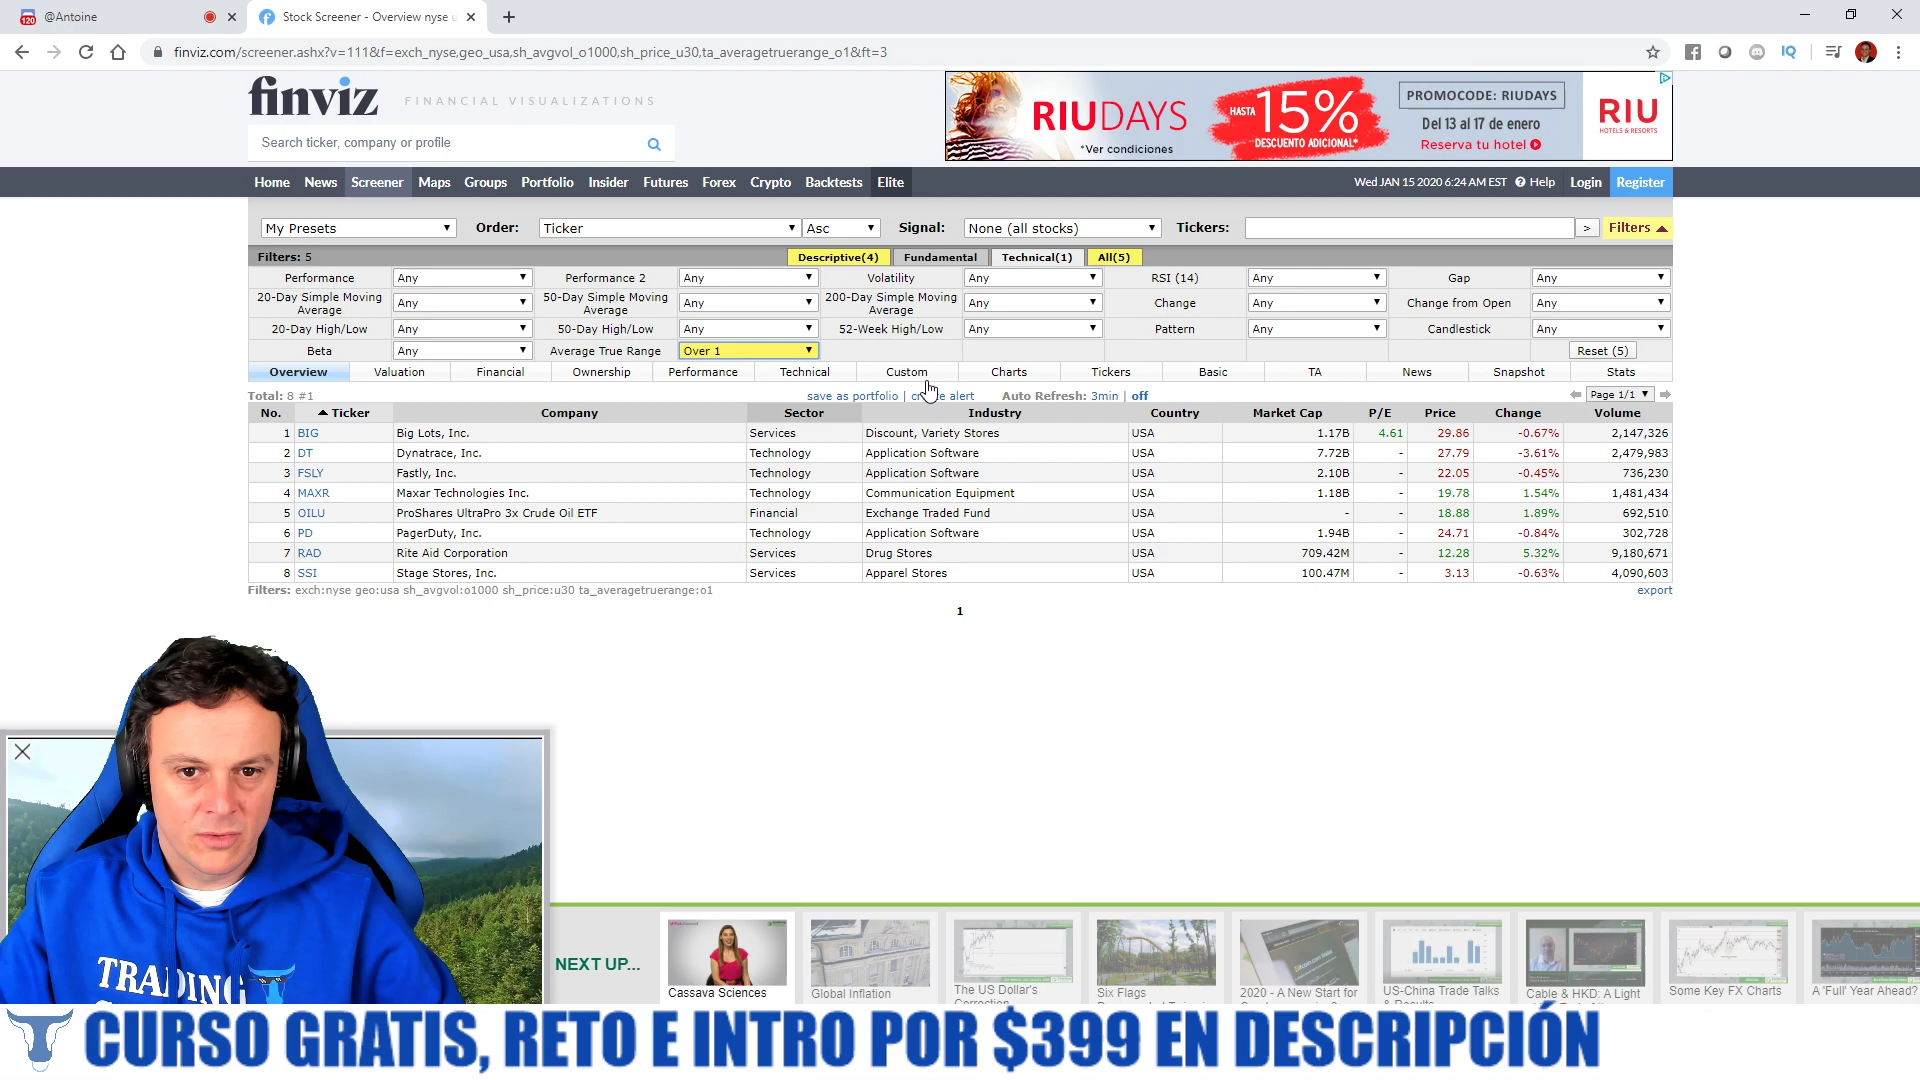 @Antoine
Stock Screener - Overview nyse
finviz.com/screener.ashx?v=111&f=exch_nyse,geo_usa,sh_avgvol_o1000,sh_price_u30,ta_averagetruerange_o1&ft=3
finviz FINANCIAL VISUALIZATIONS
Search ticker, company or profile
RIUDAYS HASTA 15% DESCUENTO ADICIONAL* *Ver condiciones
PROMOCODE: RIUDAYS
Del 13 al 17 de enero
Reserva tu hotel
RIU HOTELS & RESORTS
Home News Screener Maps Groups Portfolio Insider Futures Forex Crypto Backtests Elite Wed JAN 15 2020 6:24 AM EST Help Login Register
My Presets Order: Ticker Asc Signal: None (all stocks) Tickers: > Filters
Filters: 5 Descriptive(4) Fundamental Technical(1) All(5)
Performance Any Performance 2 Any Volatility Any RSI (14) Any Gap Any
20-Day Simple Moving Average Any 50-Day Simple Moving Average Any 200-Day Simple Moving Average Any Change Any Change from Open Any
20-Day High/Low Any 50-Day High/Low Any 52-Week High/Low Any Pattern Any Candlestick Any
Beta Any Average True Range Over 1 Reset (5)
Overview Valuation Financial Ownership Performance Technical Custom Charts Tickers Basic TA News Snapshot Stats
Total: 8 #1 save as portfolio | alert Auto Refresh: 3min | off Page 1/1
No. Ticker Company Sector Industry Country Market Cap P/E Price Change Volume
1 BIG Big Lots, Inc. Services Discount, Variety Stores USA 1.17B 4.61 29.86 -0.67% 2,147,326
2 DT Dynatrace, Inc. Technology Application Software USA 7.72B - 27.79 -3.61% 2,479,983
3 FSLY Fastly, Inc. Technology Application Software USA 2.10B - 22.05 -0.45% 736,230
4 MAXR Maxar Technologies Inc. Technology Communication Equipment USA 1.18B - 19.78 1.54% 1,481,434
5 OILU ProShares UltraPro 3x Crude Oil ETF Financial Exchange Traded Fund USA - - 18.88 1.89% 692,510
6 PD PagerDuty, Inc. Technology Application Software USA 1.94B - 24.71 -0.84% 302,728
7 RAD Rite Aid Corporation Services Drug Stores USA 709.42M - 12.28 5.32% 9,180,671
8 SSI Stage Stores, Inc. Services Apparel Stores USA 100.47M - 3.13 -0.63% 4,090,603
Filters: exch:nyse geo:usa sh_avgvol:o1000 sh_price:u30 ta_averagetruerange:o1 export
1
NEXT UP...
Cassava Sciences
Global Inflation
The US Dollar's
Six Flags
2020 - A New Start for
US-China Trade Talks
Cable & HKD: A Light
Some Key FX Charts
A 'Full' Year Ahead?
TRADING
CURSO GRATIS, RETO E INTRO POR $399 EN DESCRIPCIÓN